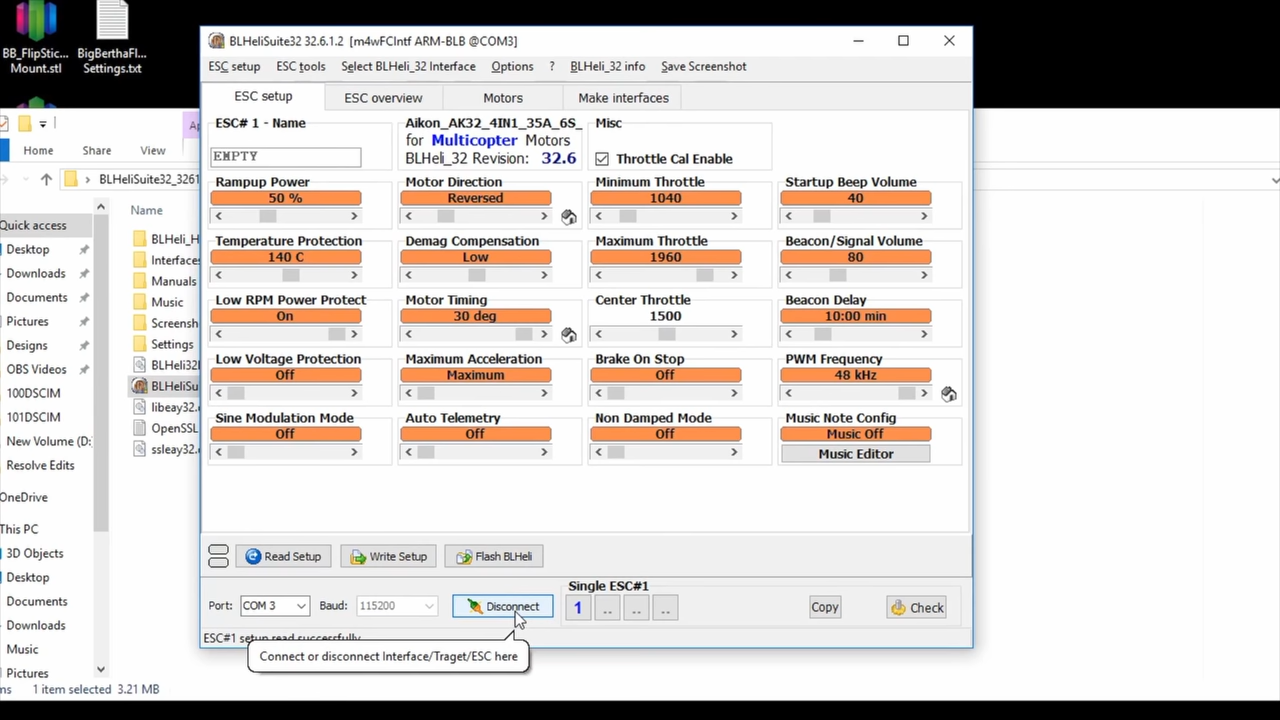 BB_FlipStic...
Mount.stl
BigBerthaFl...
Settings.txt
Home
Share
View
BLHeliSuite32_3261
Quick access
Desktop
Downloads
Documents
Pictures
Designs
OBS Videos
100DSCIM
101DSCIM
New Volume (D:
Resolve Edits
OneDrive
This PC
3D Objects
Desktop
Documents
Downloads
Music
Pictures
Name
BLHeli_H
Interfaces
Manuals
Music
Screensh
Settings
BLHeli32
BLHeliSu
libeay32.
OpenSSL
ssleay32.
ms
1 item selected 3.21 MB
BLHeliSuite32 32.6.1.2 [m4wFCIntf ARM-BLB @COM3]
ESC setup
ESC tools
Select BLHeli_32 Interface
Options
?
BLHeli_32 info
Save Screenshot
ESC setup
ESC overview
Motors
Make interfaces
ESC# 1 - Name
EMPTY
Aikon_AK32_4IN1_35A_6S_
for Multicopter Motors
BLHeli_32 Revision: 32.6
Misc
Throttle Cal Enable
Rampup Power
50 %
Motor Direction
Reversed
Minimum Throttle
1040
Startup Beep Volume
40
Temperature Protection
140 C
Demag Compensation
Low
Maximum Throttle
1960
Beacon/Signal Volume
80
Low RPM Power Protect
On
Motor Timing
30 deg
Center Throttle
1500
Beacon Delay
10:00 min
Low Voltage Protection
Off
Maximum Acceleration
Maximum
Brake On Stop
Off
PWM Frequency
48 kHz
Sine Modulation Mode
Off
Auto Telemetry
Off
Non Damped Mode
Off
Music Note Config
Music Off
Music Editor
Read Setup
Write Setup
Flash BLHeli
Port:
COM 3
Baud:
115200
Disconnect
Single ESC#1
1
..
..
..
Copy
Check
ESC#1 setup read successfully
Connect or disconnect Interface/Traget/ESC here